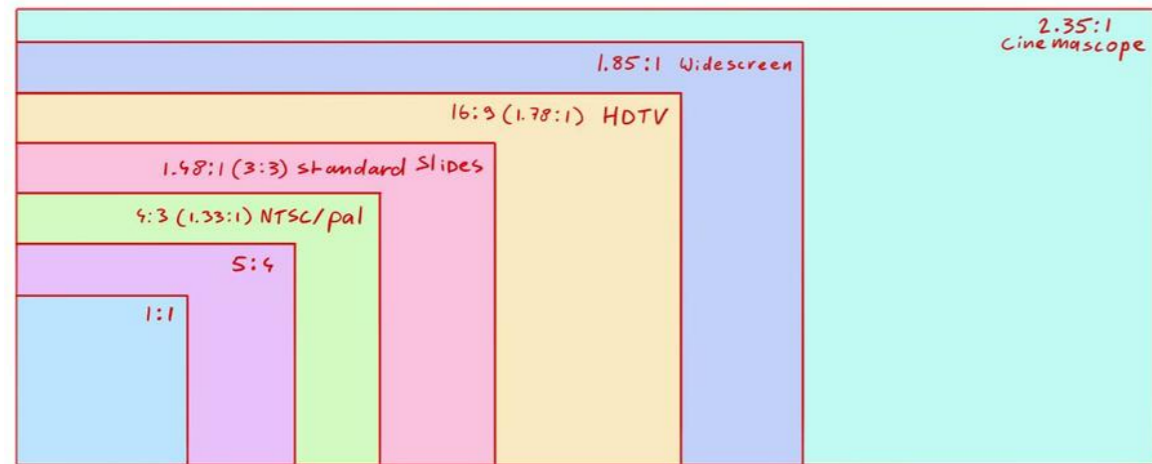 2.35:1
Cinemascope
1.85:1 Widescreen
16:9 (1.78:1) HDTV
1.48:1 (3:3) standard Slides
4:3 (1.33:1) NTSC/pal
5:4
1:1